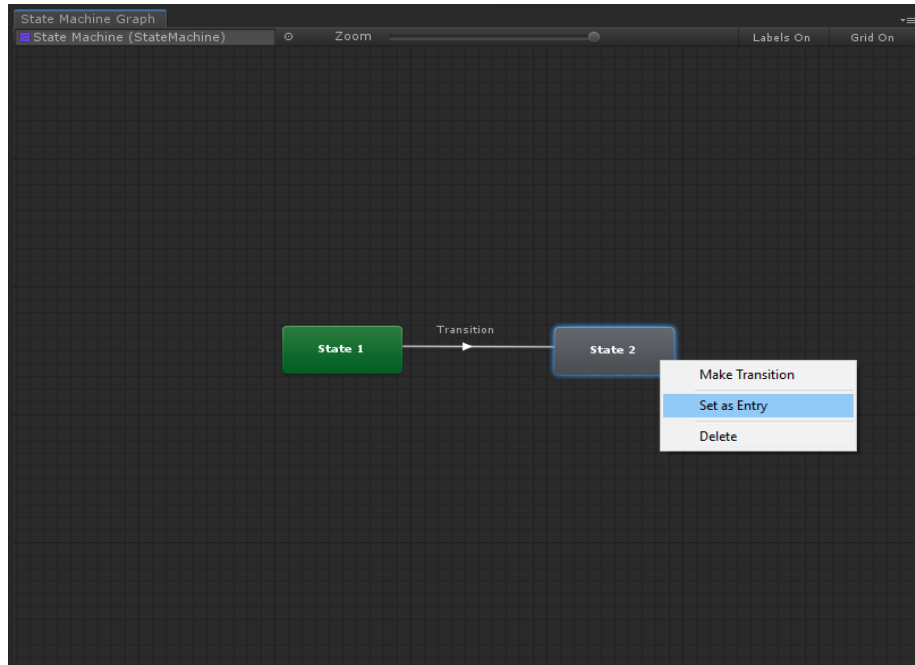 State Machine Graph
State Machine (StateMachine) Zoom Labels On Grid On
Transition
State 1 State 2
Make Transition
Set as Entry
Delete